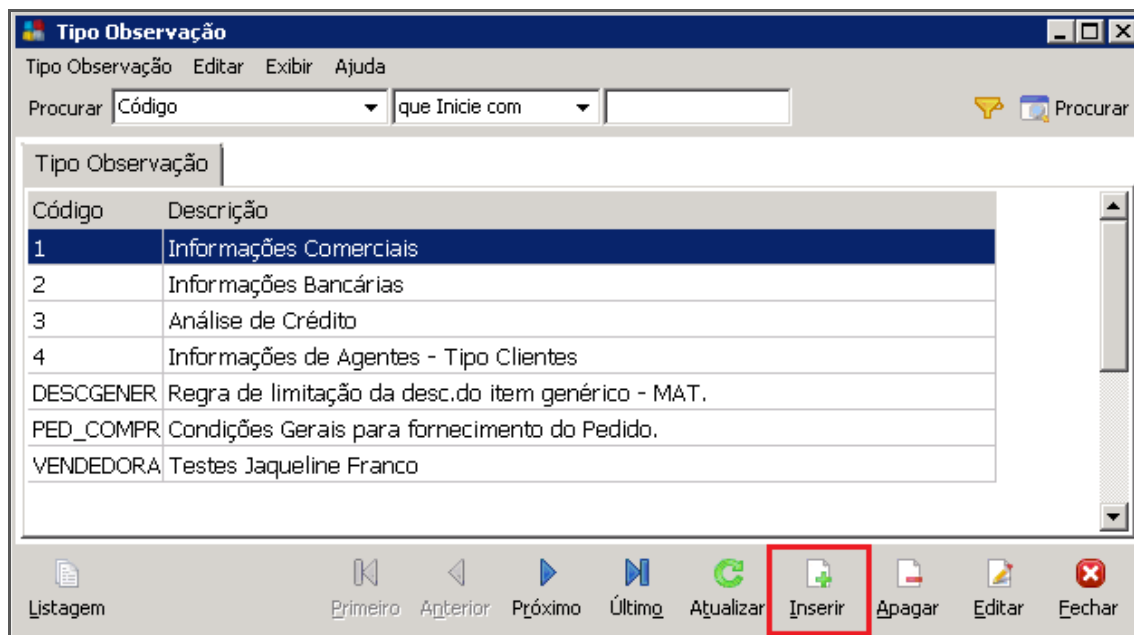 Tipo Observação
Tipo Observação Editar Exibir Ajuda
Procurar Código que Inicie com Procurar
Tipo Observação
Código Descrição
1 Informações Comerciais
2 Informações Bancárias
3 Análise de Crédito
4 Informações de Agentes - Tipo Clientes
DESCGENER Regra de limitação da desc.do item genérico - MAT.
PED_COMPR Condições Gerais para fornecimento do Pedido.
VENDEDORA Testes Jaqueline Franco
Listagem Primeiro Anterior Próximo Último Atualizar Inserir Apagar Editar Fechar